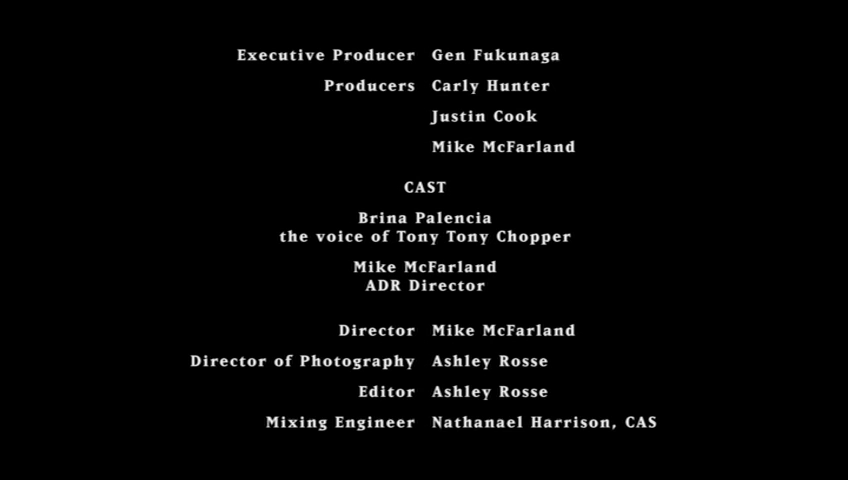 Executive Producer Gen Fukunaga
Producers Carly Hunter
Justin Cook
Mike McFarland
CAST
Brina Palencia
the voice of Tony Tony Chopper
Mike McFarland
ADR Director
Director Mike McFarland
Director of Photography Ashley Rosse
Editor Ashley Rosse
Mixing Engineer Nathanael Harrison, CAS